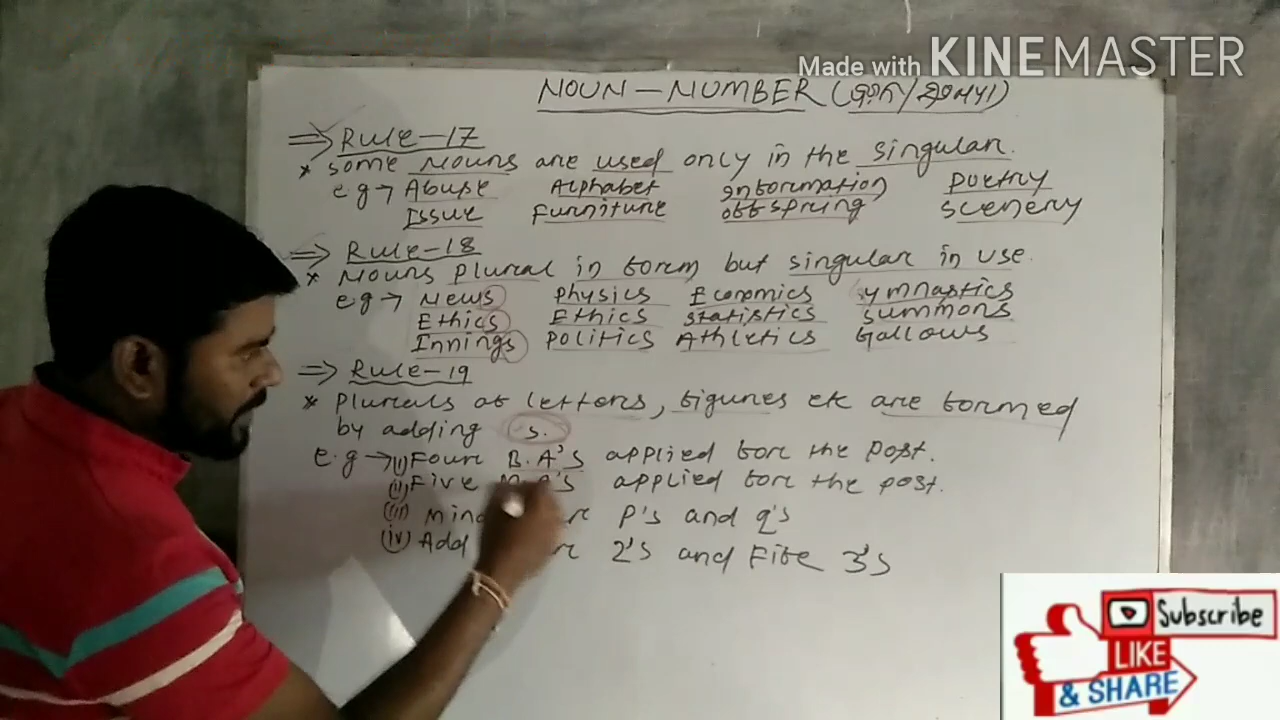 Made with KINEMASTER
NOUN - NUMBER
⇒ Rule-17
* Some Nouns are used only in the singular.
e g → Abuse Alphabet Information Poetry
Issue Furniture Offspring Scenery
⇒ Rule-18
* Nouns plural in form but singular in use.
e g → News Physics Economics Gymnastics
Ethics Ethics Statistics Summons
Innings Politics Athletics Gallows
⇒ Rule-19
* Plurals of letters, figures etc are formed
by adding 's.
e.g → (i) Four B.A's applied for the post.
(ii) Five M.A's applied for the post.
(iii) Mind P's and q's
(iv) Add 2's and Five 3's
Subscribe
LIKE
& SHARE